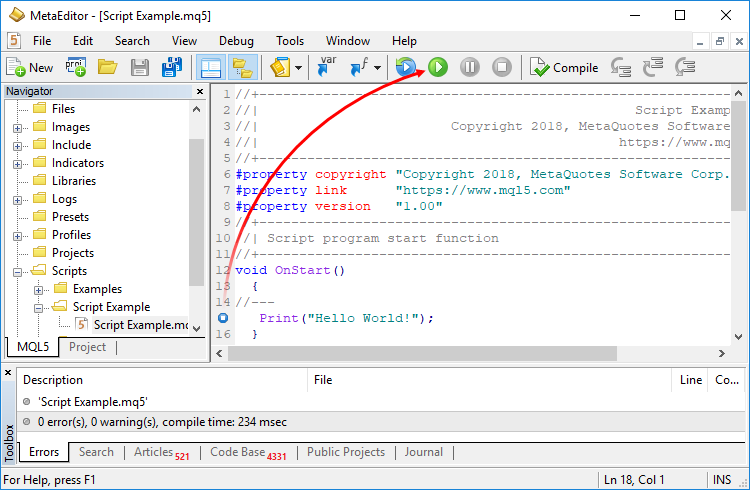 MetaEditor - [Script Example.mq5]
File Edit Search View Debug Tools Window Help
New proj var f Compile
Navigator
Files
Images
Include
Indicators
Libraries
Logs
Presets
Profiles
Projects
Scripts
Examples
Script Example
Script Example.mq
MQL5 Project
1 //+------------------------------------------------------------------
2 //| Script Examp
3 //| Copyright 2018, MetaQuotes Software
4 //| https://www.mq
5 //+------------------------------------------------------------------
6 #property copyright "Copyright 2018, MetaQuotes Software Corp.
7 #property link "https://www.mql5.com"
8 #property version "1.00"
9 //+------------------------------------------------------------------
10 //| Script program start function
11 //+------------------------------------------------------------------
12 void OnStart()
13 {
14 //---
Print("Hello World!");
16 }
Description File Line Co...
'Script Example.mq5'
0 error(s), 0 warning(s), compile time: 234 msec
Toolbox
Errors Search Articles 521 Code Base 4331 Public Projects Journal
For Help, press F1 Ln 18, Col 1 INS